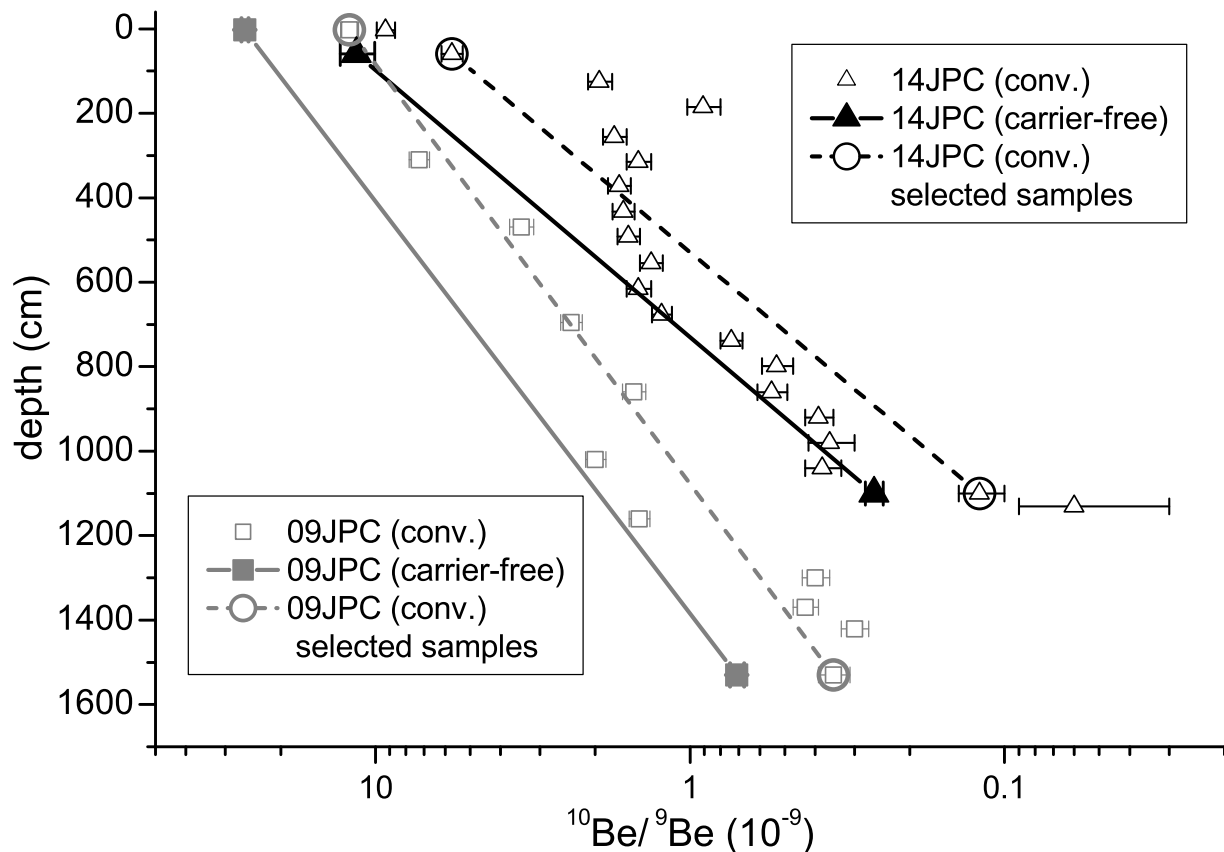 0
200
400
600
800
1000
1200
1400
1600
depth (cm)
14JPC (conv.)
14JPC (carrier-free)
14JPC (conv.)
selected samples
09JPC (conv.)
09JPC (carrier-free)
09JPC (conv.)
selected samples
10 1 0.1
¹⁰Be/ ⁹Be (10⁻⁹)